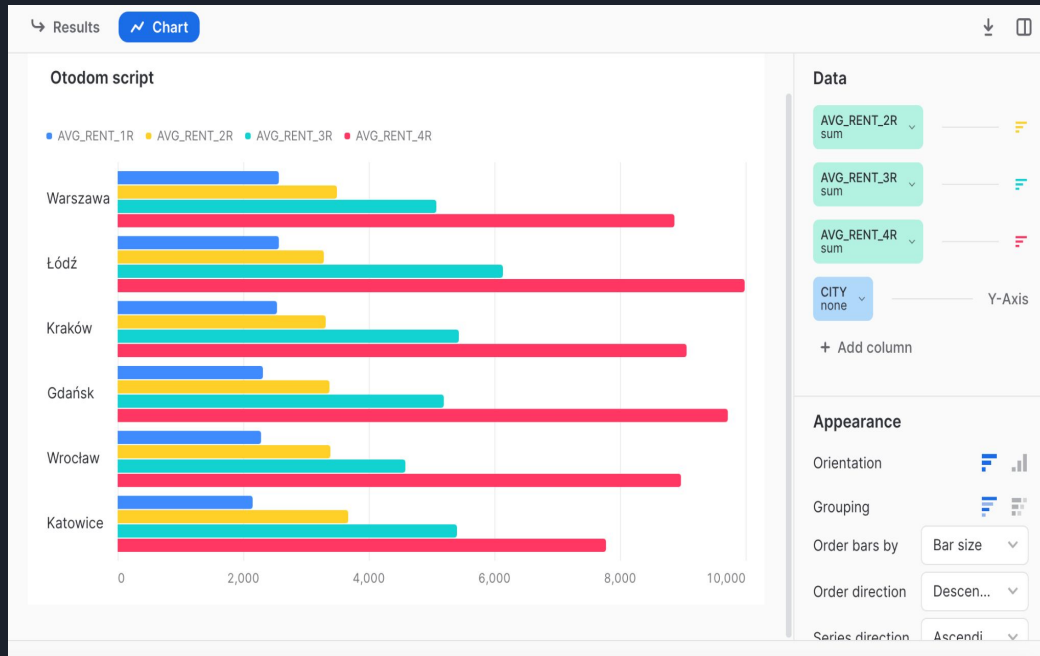 Results
Chart
Otodom script
AVG_RENT_1R AVG_RENT_2R AVG_RENT_3R AVG_RENT_4R
Warszawa
Łódź
Kraków
Gdańsk
Wrocław
Katowice
0 2,000 4,000 6,000 8,000 10,000
Data
AVG_RENT_2R
sum
AVG_RENT_3R
sum
AVG_RENT_4R
sum
CITY
none
Y-Axis
+ Add column
Appearance
Orientation
Grouping
Order bars by Bar size
Order direction Descen...
Series direction Ascendi